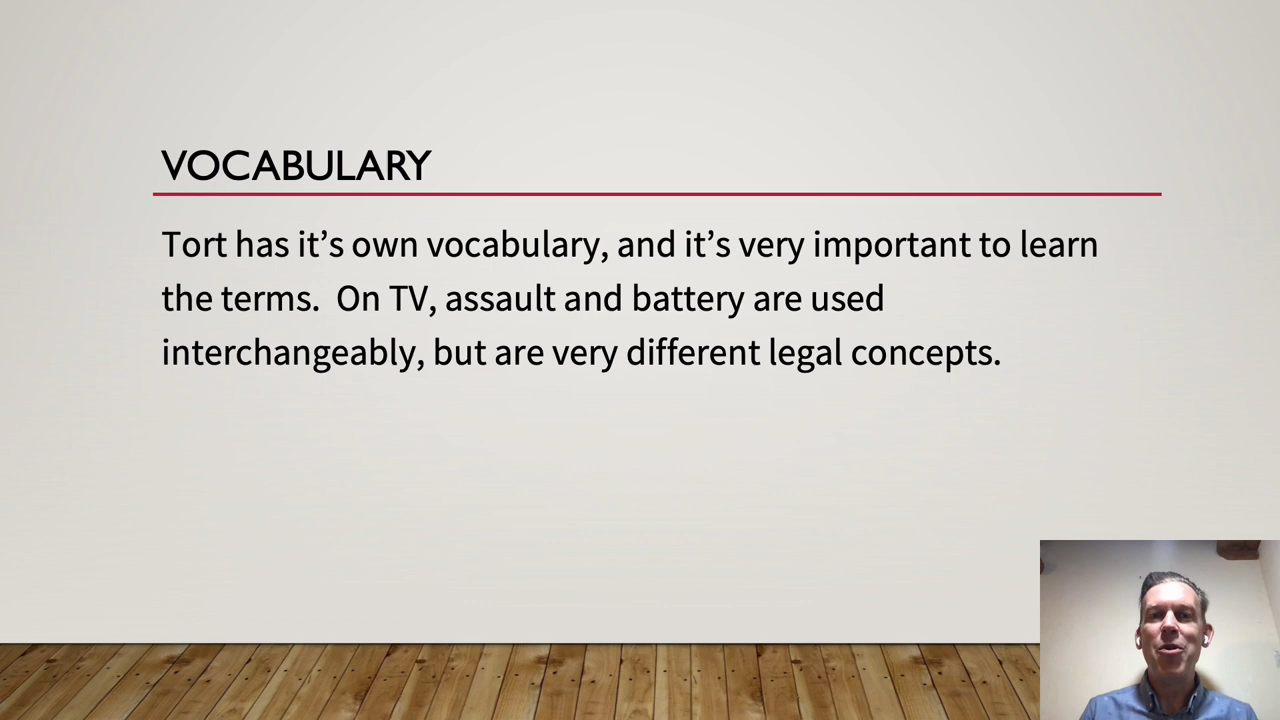 VOCABULARY
Tort has it’s own vocabulary, and it’s very important to learn
the terms.  On TV, assault and battery are used
interchangeably, but are very different legal concepts.